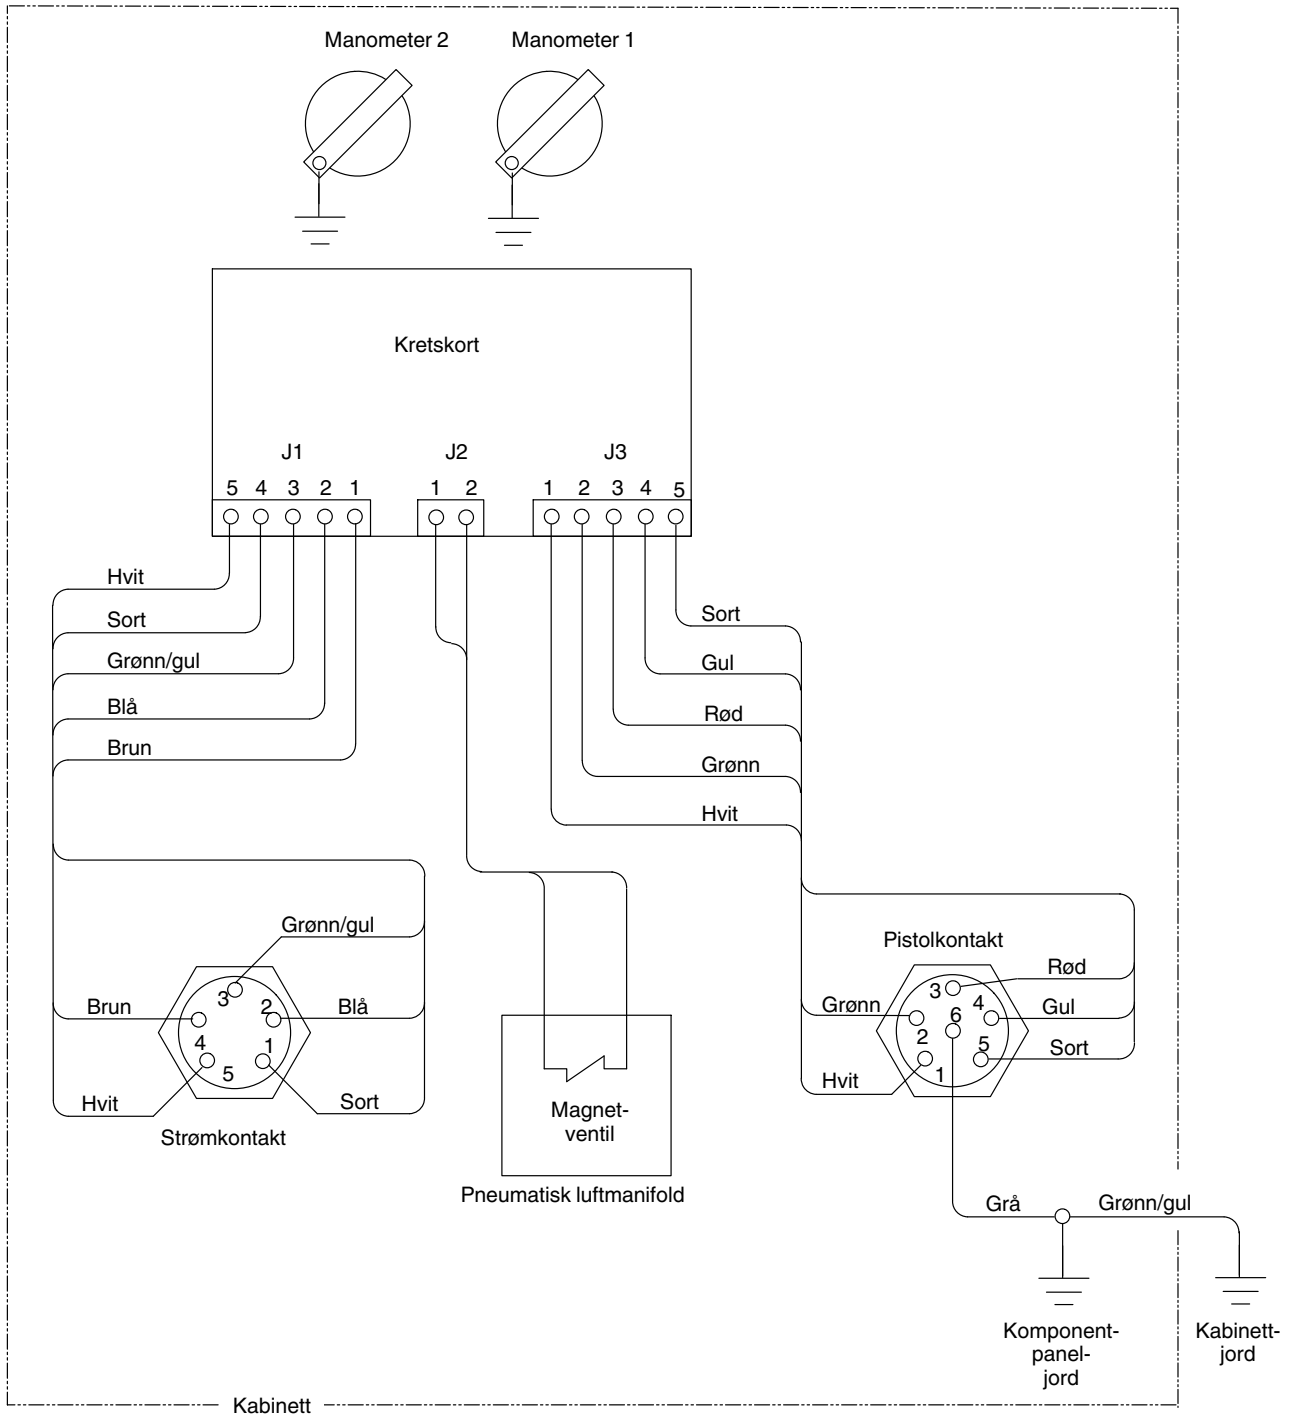 Manometer 2
Manometer 1
Kretskort
J1 J2 J3
5 4 3 2 1 1 2 1 2 3 4 5
Hvit
Sort
Grønn/gul
Blå
Brun
Sort
Gul
Rød
Grønn
Hvit
Grønn/gul
Brun
Blå
Hvit
Sort
3
2
4
1
5
Strømkontakt
Magnet-
ventil
Pneumatisk luftmanifold
Pistolkontakt
Rød
Grønn
Gul
Sort
Hvit
3
4
6
2
5
1
Grå
Grønn/gul
Komponent-
panel-
jord
Kabinett-
jord
Kabinett